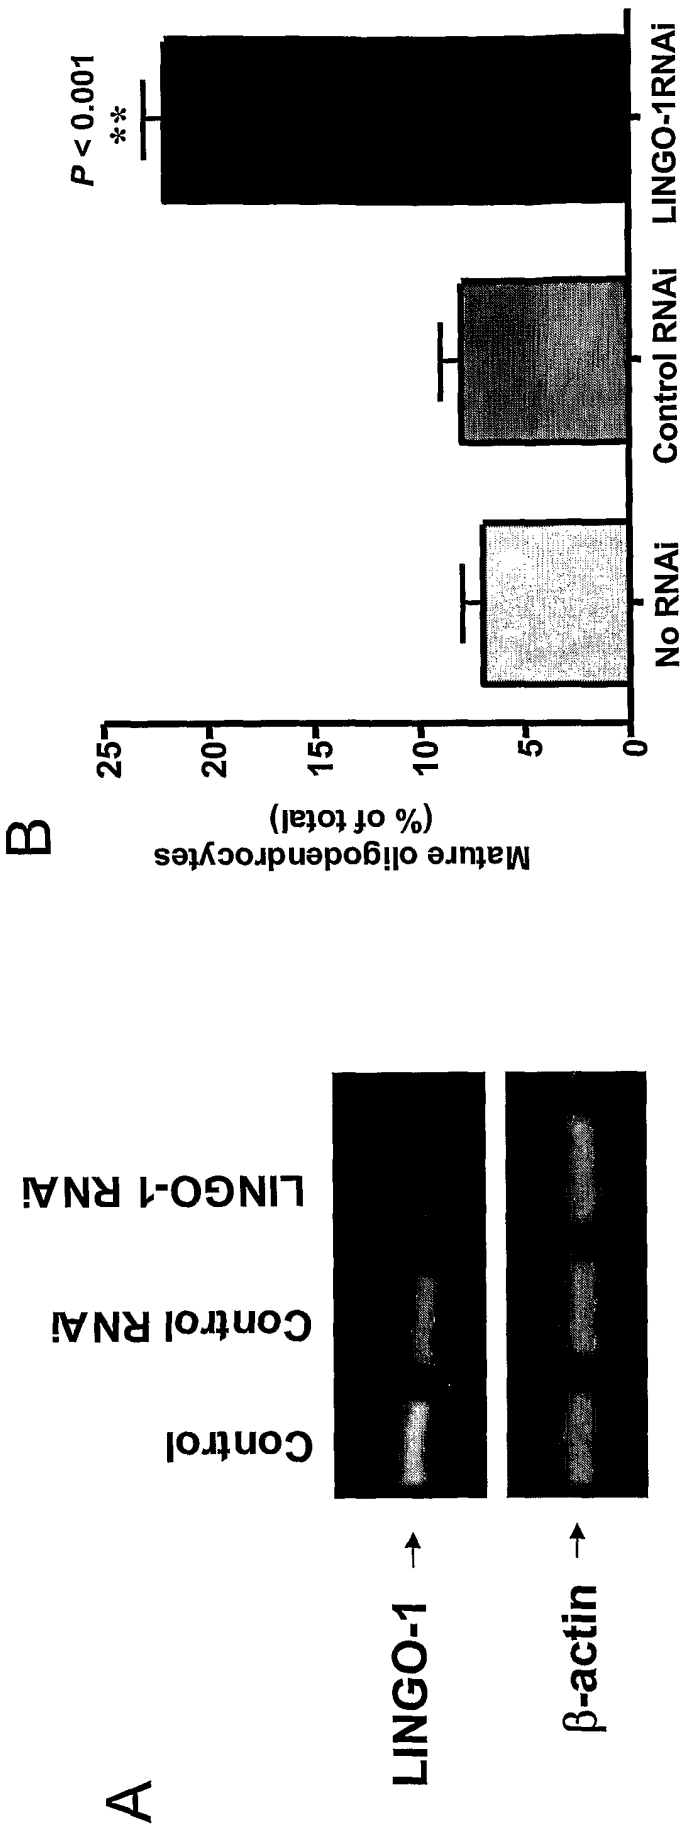 A
Control
Control RNAi
LINGO-1 RNAi
LINGO-1 →
β-actin →
B
Mature oligodendrocytes
(% of total)
25
20
15
10
5
0
P < 0.001
**
No RNAi
Control RNAi
LINGO-1RNAi